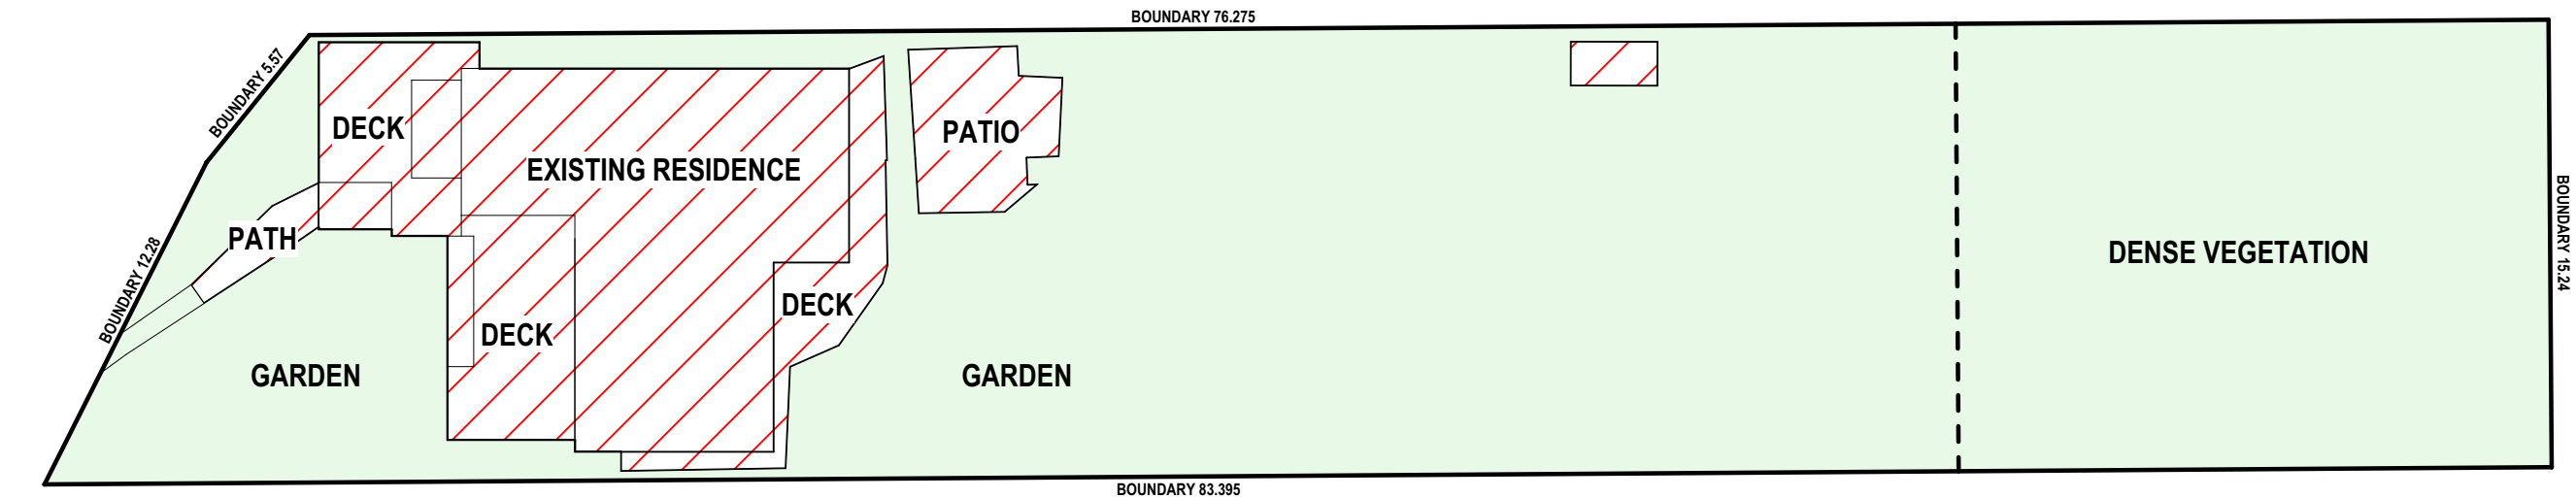 BOUNDARY 76.275
BOUNDARY 5.57
DECK
PATIO
EXISTING RESIDENCE
BOUNDARY 15.24
PATH
BOUNDARY 12.28
DENSE VEGETATION
DECK
DECK
GARDEN
GARDEN
BOUNDARY 83.395